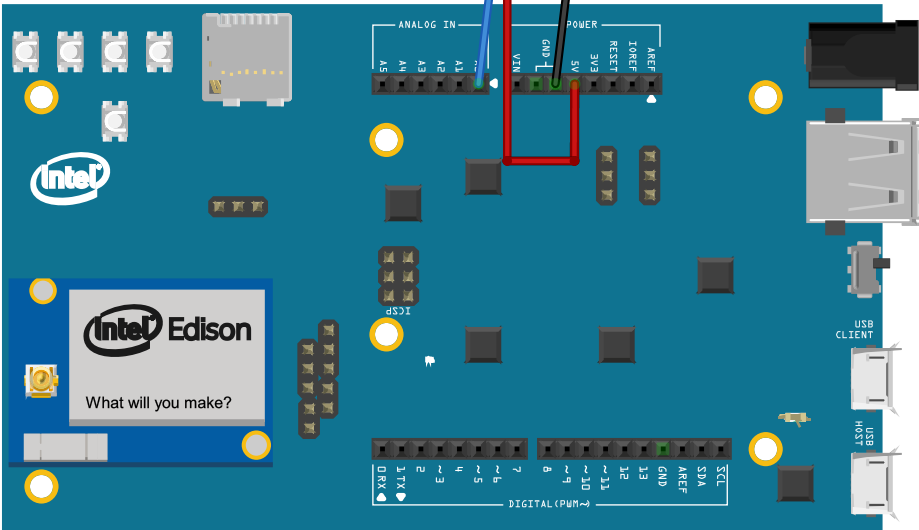 ANALOG IN
POWER
A5
A4
A3
A2
A1
VIN
GND
5V
3V3
RESET
IOREF
AREF
intel
ICSP
intel Edison
What will you make?
USB
CLIENT
USB
HOST
0 RX
1 TX
2
~3
4
~5
~6
7
8
~9
~10
~11
12
13
GND
AREF
SDA
SCL
DIGITAL(PWM~)